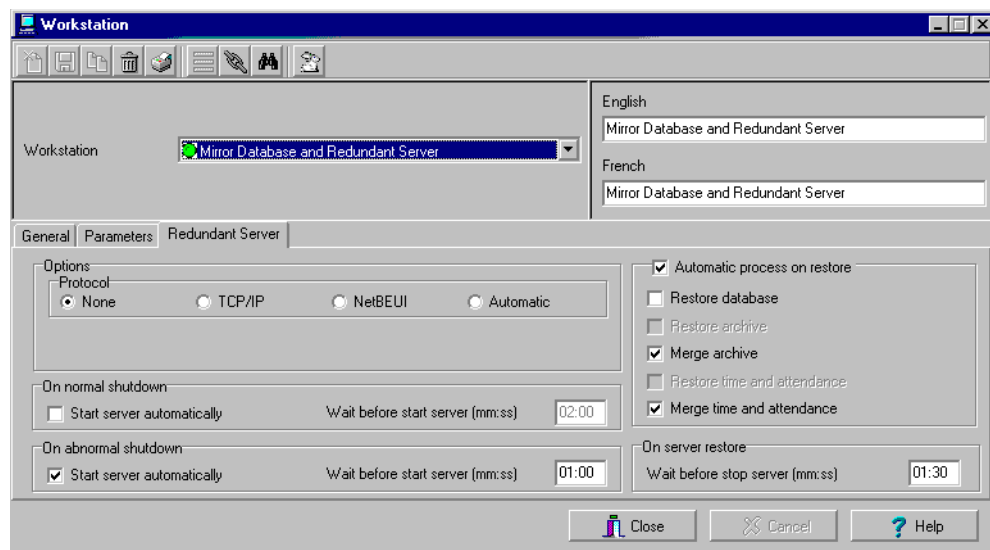 Workstation
English
Mirror Database and Redundant Server
Workstation
Mirror Database and Redundant Server
French
Mirror Database and Redundant Server
General Parameters Redundant Server
Options
Protocol
None TCP/IP NetBEUI Automatic
Automatic process on restore
Restore database
Restore archive
Merge archive
Restore time and attendance
Merge time and attendance
On normal shutdown
Start server automatically Wait before start server (mm:ss) 02:00
On abnormal shutdown
Start server automatically Wait before start server (mm:ss) 01:00
On server restore
Wait before stop server (mm:ss) 01:30
Close Cancel Help